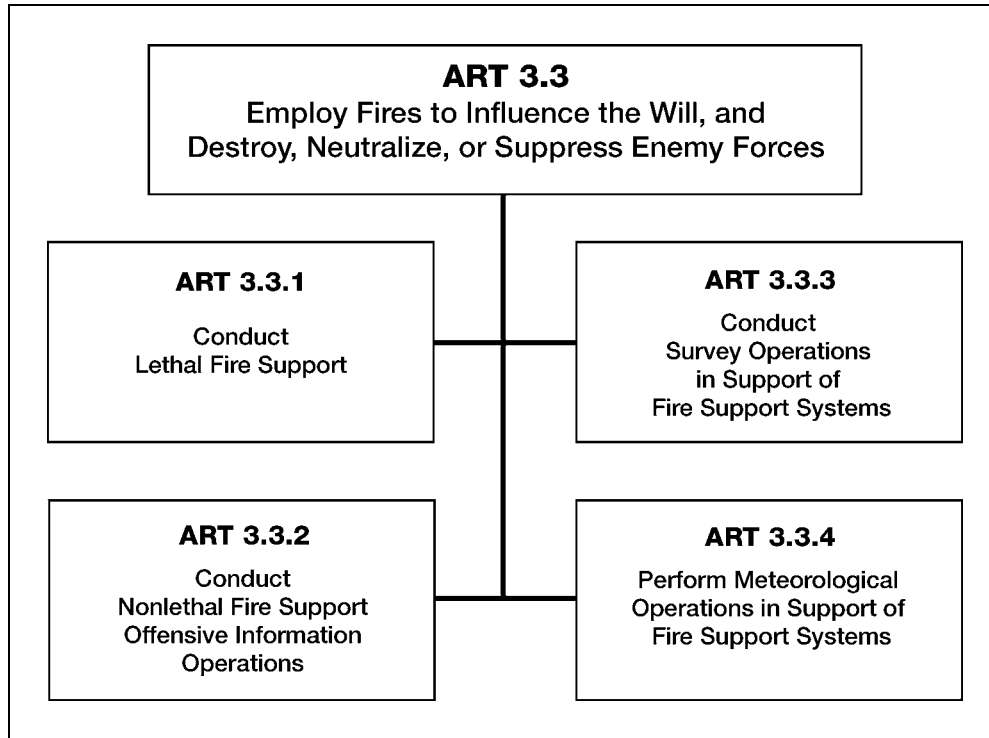 ART 3.3
Employ Fires to Influence the Will, and
Destroy, Neutralize, or Suppress Enemy Forces
ART 3.3.1
Conduct
Lethal Fire Support
ART 3.3.2
Conduct
Nonlethal Fire Support
Offensive Information
Operations
ART 3.3.3
Conduct
Survey Operations
in Support of
Fire Support Systems
ART 3.3.4
Perform Meteorological
Operations in Support of
Fire Support Systems